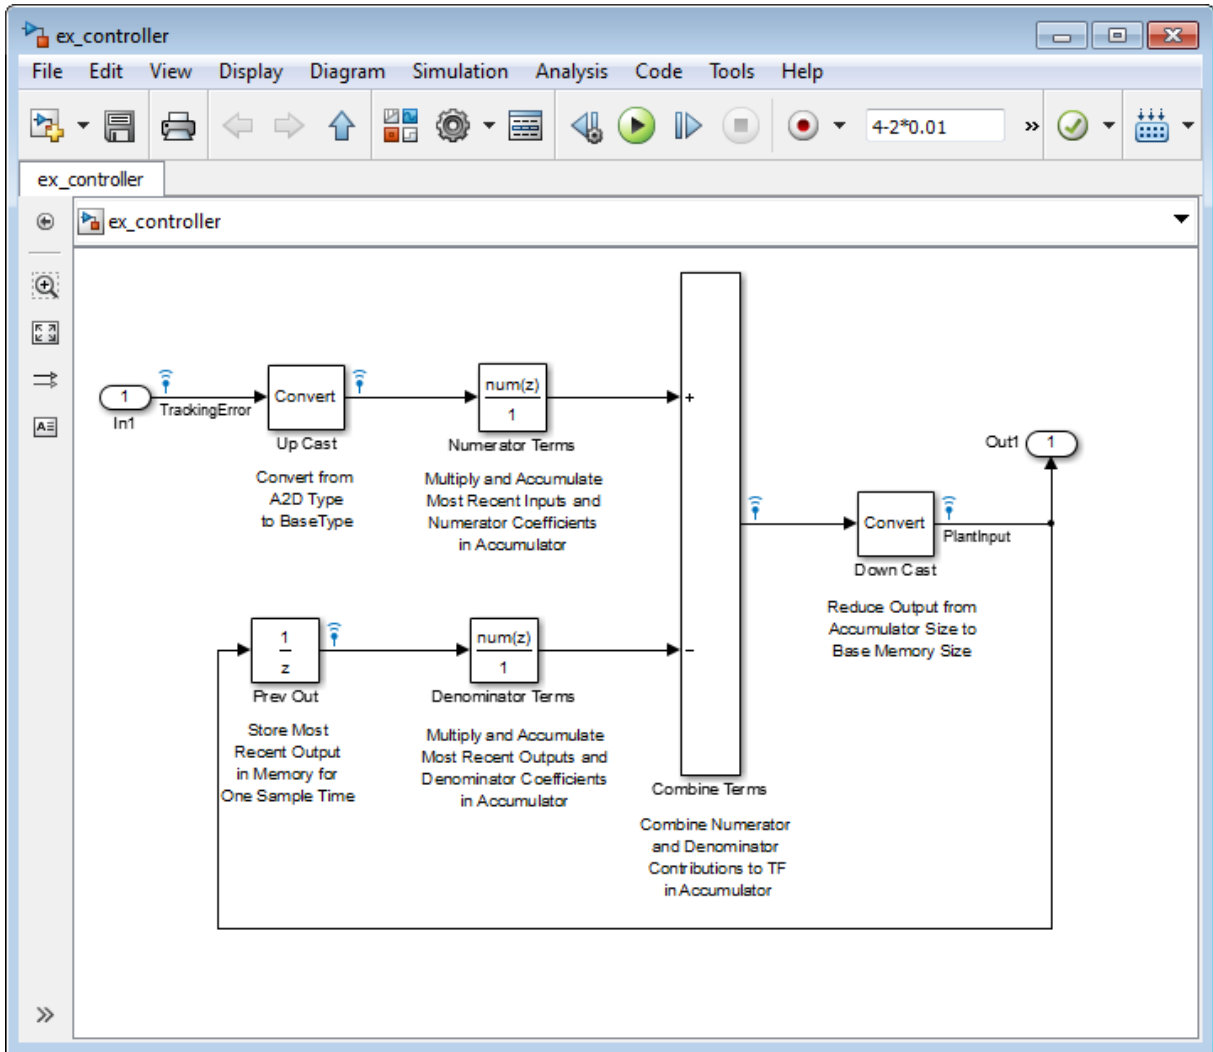 ex_controller
File Edit View Display Diagram Simulation Analysis Code Tools Help
4-2*0.01 »
ex_controller
ex_controller
1
In1
TrackingError
Convert
Up Cast
Convert from
A2D Type
to BaseType
num(z)
1
Numerator Terms
Multiply and Accumulate
Most Recent Inputs and
Numerator Coefficients
in Accumulator
+
−
Combine Terms
Combine Numerator
and Denominator
Contributions to TF
in Accumulator
Convert
PlantInput
Down Cast
Reduce Output from
Accumulator Size to
Base Memory Size
Out1 1
1
z
Prev Out
Store Most
Recent Output
in Memory for
One Sample Time
num(z)
1
Denominator Terms
Multiply and Accumulate
Most Recent Outputs and
Denominator Coefficients
in Accumulator